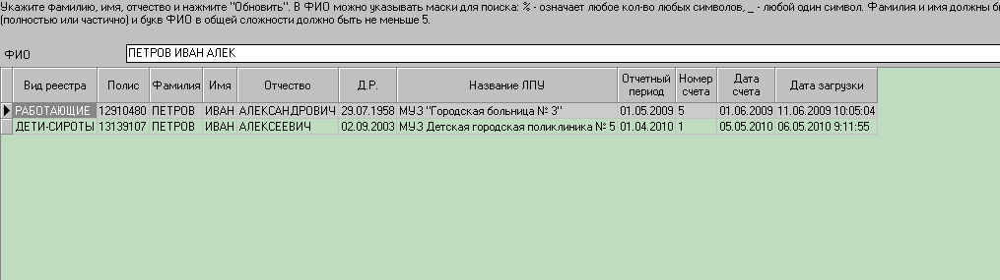 Укажите фамилию, имя, отчество и нажмите "Обновить". В ФИО можно указывать маски для поиска: % - означает любое кол-во любых символов, _ - любой один символ. Фамилия и имя должны
(полностью или частично) и букв ФИО в общей сложности должно быть не меньше 5.
ФИО ПЕТРОВ ИВАН АЛЕК
Вид реестра Полис Фамилия Имя Отчество Д.Р. Название ЛПУ Отчетный период Номер счета Дата счета Дата загрузки
РАБОТАЮЩИЕ 12910480 ПЕТРОВ ИВАН АЛЕКСАНДРОВИЧ 29.07.1958 МУЗ "Городская больница № 3" 01.05.2009 5 01.06.2009 11.06.2009 10:05:04
ДЕТИ-СИРОТЫ 13139107 ПЕТРОВ ИВАН АЛЕКСЕЕВИЧ 02.09.2003 МУЗ Детская городская поликлиника № 5 01.04.2010 1 05.05.2010 06.05.2010 9:11:55